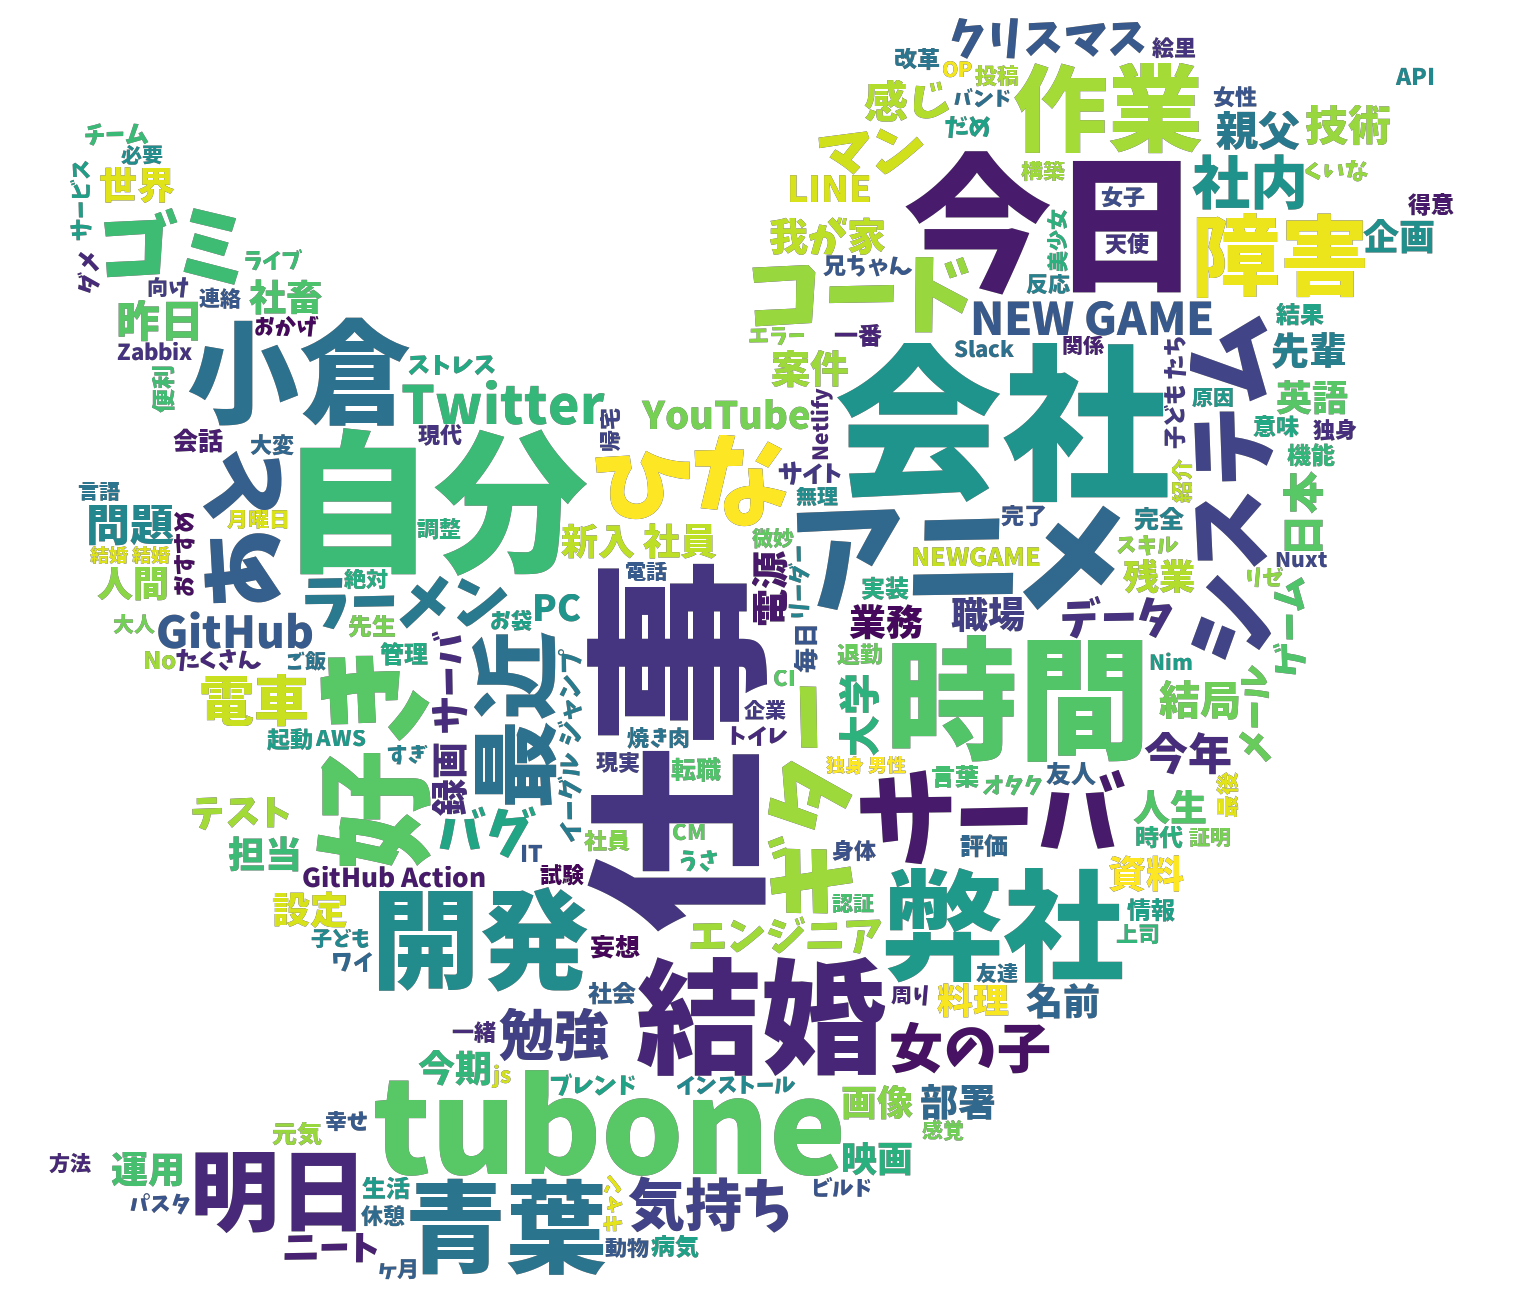 クリスマス
絵里
改革
OP
投稿
作業
API
感じ
バンド
女性
だめ
親父
技術
チーム
マン
必要
今日
構築
社内
くいな
サービス
世界
LINE
女子
得意
ゴミ
我が家
美少女
天使
障害
企画
ダメ
ライブ
コード
兄ちゃん
反応
向け
連絡
社畜
昨日
おかげ
NEW GAME
結果
小倉
エラー
一番
Zabbix
Slack
関係
先輩
ストレス
案件
会社
子どもたち
システム
便利
Twitter
YouTube
Netlify
原因
英語
会話
大変
自分
現代
帰宅
ひな
意味
独身
サイト
機能
あと
言語
無理
アニメ
紹介
日本
問題
月曜日
調整
新入 社員
微妙
完了
完全
おすすめ
結婚 結婚
NEWGAME
スキル
Nuxt
人間
絶対
電話
電源
リーダー
実装
残業
リゼ
ラーメン
仕事
ゲーム
大人
GitHub
先生
お袋
PC
業務
職場
データ
No
たくさん
ご飯
好き
管理
サーバ
最近
イーグルジャンプ
毎日
退勤
時間
Nim
電車
CI
ギター
大学
結局
メール
企業
起動
AWS
すぎ
録画
焼き肉
トイレ
今年
現実
転職
独身 男性
言葉
オタク
友人
最後
テスト
バグ
サーバ
人生
担当
IT
社員
CM
うさ
身体
評価
時代
証明
GitHub Action
試験
弊社
資料
設定
開発
認証
情報
子ども
ワイ
妄想
エンジニア
上司
結婚
友達
社会
周り
料理
名前
一緒
勉強
女の子
今期
js
ブレンド
インストール
tubone
画像
部署
元気
幸せ
感覚
方法
運用
明日
映画
生活
青葉
キャン
気持ち
ビルド
パスタ
休憩
ニート
動物
病気
ヶ月